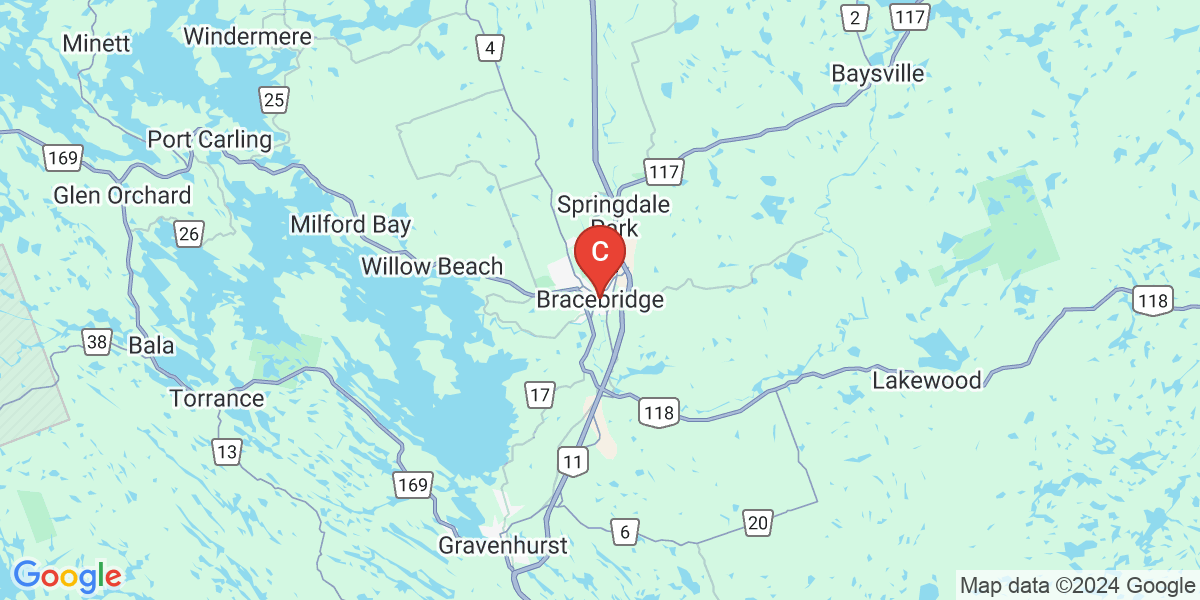 Minett
Windermere
4
2
117
Baysville
25
Port Carling
169
117
Glen Orchard
Springdale
Park
26
Milford Bay
C
Willow Beach
Bracebridge
118
38
Bala
Lakewood
Torrance
17
118
13
11
169
20
6
Gravenhurst
Google
Map data ©2024 Google